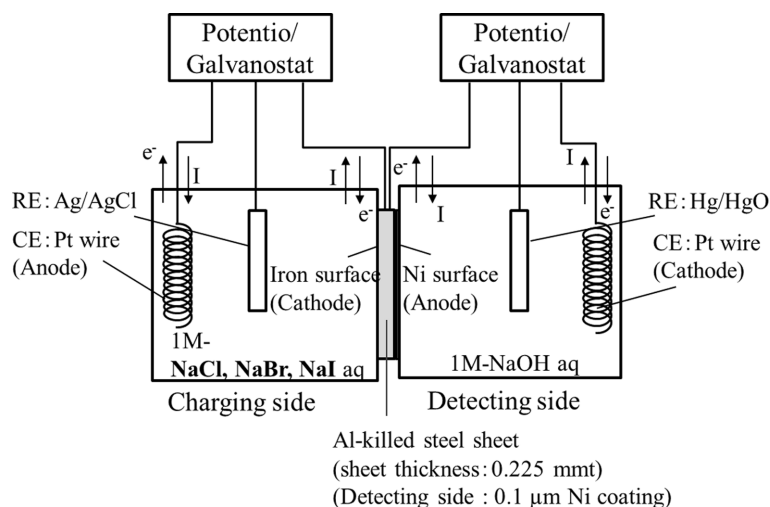 Potentio/
Galvanostat
Potentio/
Galvanostat
e-
I
I
e-
e-
I
I
e-
RE:Ag/AgCl
CE:Pt wire
(Anode)
Iron surface
(Cathode)
Ni surface
(Anode)
RE:Hg/HgO
CE:Pt wire
(Cathode)
1M-
NaCl, NaBr, NaI aq
1M-NaOH aq
Charging side
Detecting side
Al-killed steel sheet
(sheet thickness:0.225 mmt)
(Detecting side : 0.1 μm Ni coating)